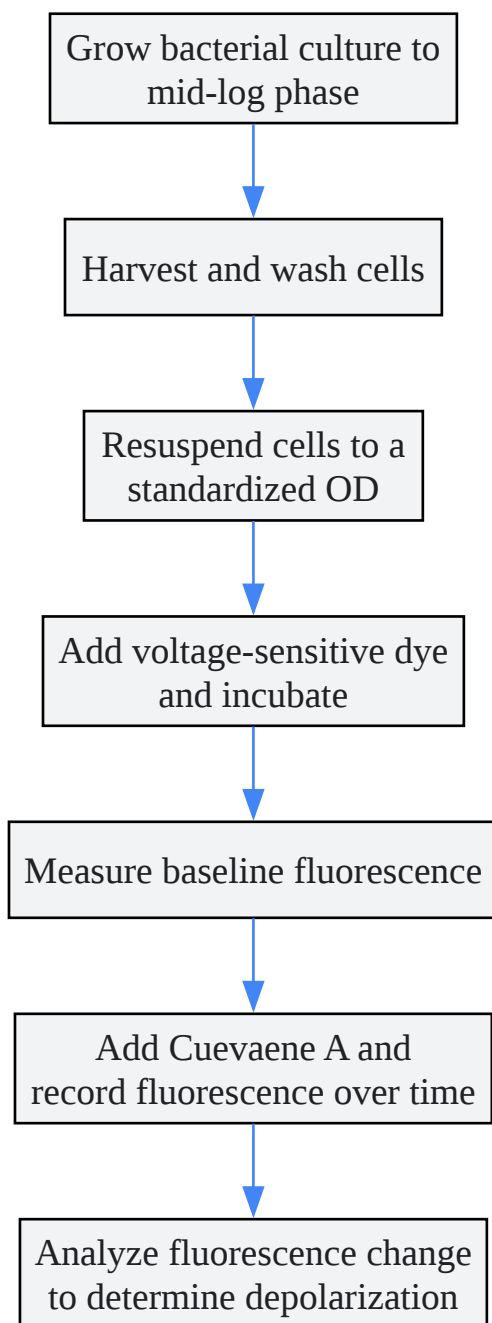 Grow bacterial culture to
mid-log phase
Harvest and wash cells
Resuspend cells to a
standardized OD
Add voltage-sensitive dye
and incubate
Measure baseline fluorescence
Add Cuevaene A and
record fluorescence over time
Analyze fluorescence change
to determine depolarization